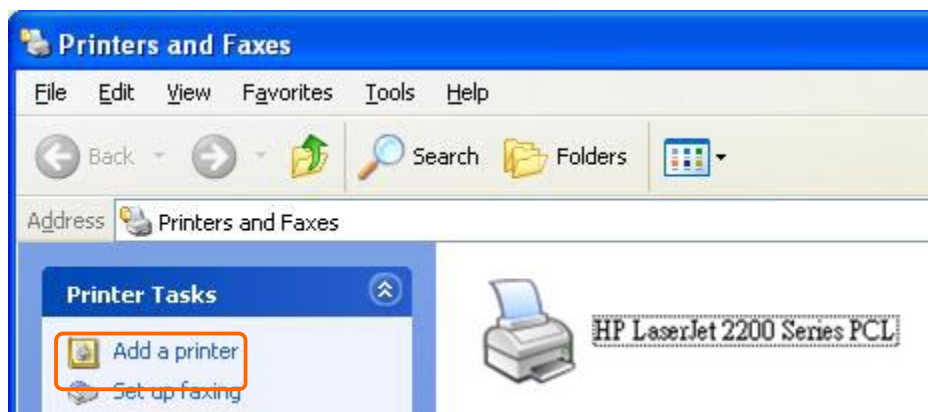 Printers and Faxes
File Edit View Favorites Tools Help
Back Search Folders
Address Printers and Faxes
Printer Tasks
HP LaserJet 2200 Series PCL
Add a printer
Set up faxing